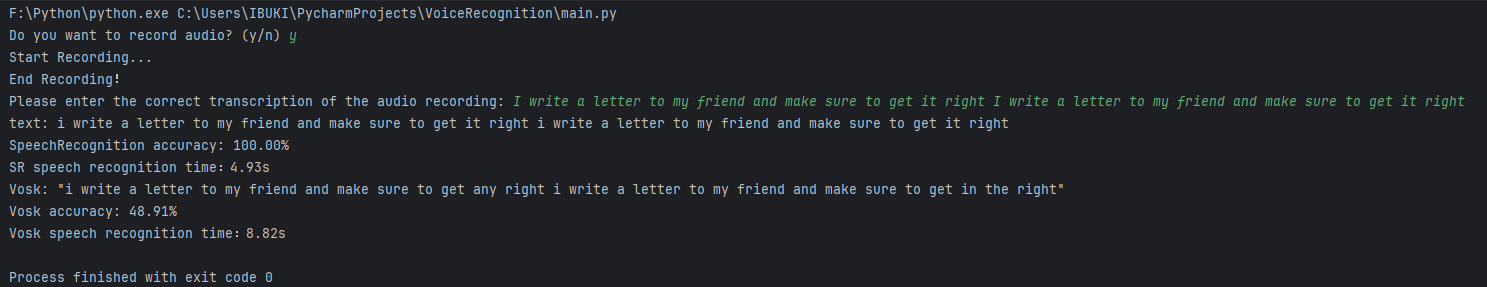 F:\Python\python.exe C:\Users\IBUKI\PycharmProjects\VoiceRecognition\main.py
Do you want to record audio? (y/n) y
Start Recording...
End Recording!
Please enter the correct transcription of the audio recording: I write a letter to my friend and make sure to get it right I write a letter to my friend and make sure to get it right
text: i write a letter to my friend and make sure to get it right i write a letter to my friend and make sure to get it right
SpeechRecognition accuracy: 100.00%
SR speech recognition time：4.93s
Vosk: "i write a letter to my friend and make sure to get any right i write a letter to my friend and make sure to get in the right"
Vosk accuracy: 48.91%
Vosk speech recognition time：8.82s
Process finished with exit code 0